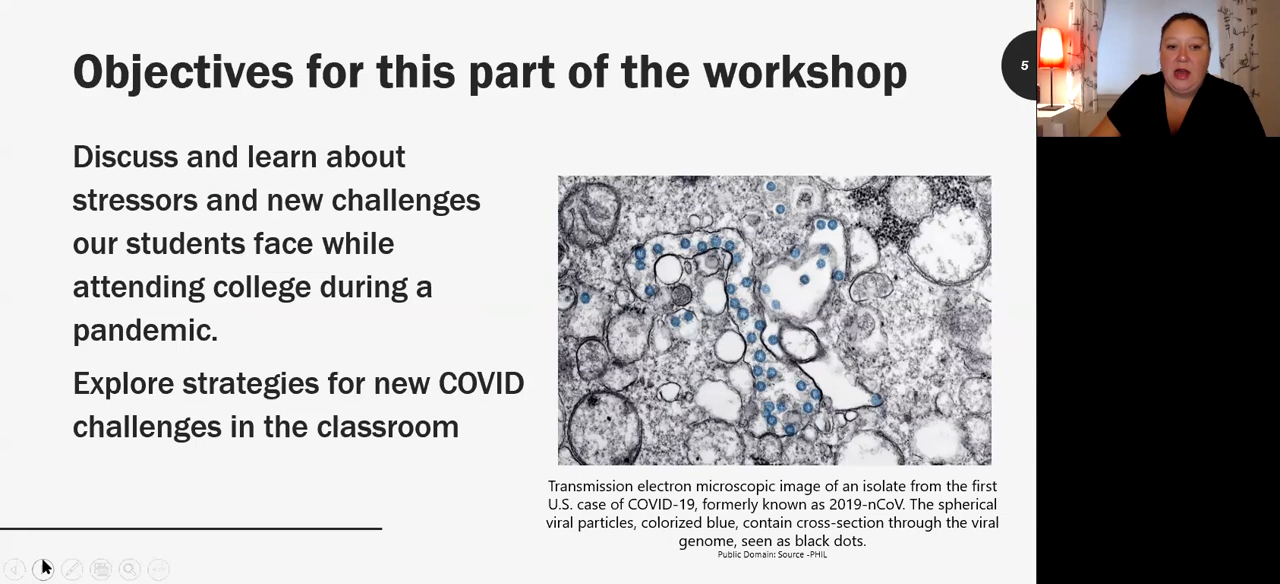 Objectives for this part of the workshop
5
Discuss and learn about
stressors and new challenges
our students face while
attending college during a
pandemic.
Explore strategies for new COVID
challenges in the classroom
Transmission electron microscopic image of an isolate from the first
U.S. case of COVID-19, formerly known as 2019-nCoV. The spherical
viral particles, colorized blue, contain cross-section through the viral
genome, seen as black dots.
Public Domain: Source -PHIL